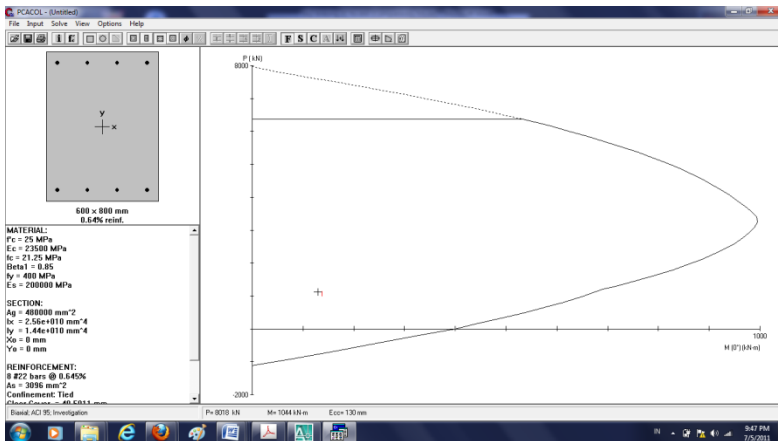 PCACOL - (Untitled)
File Input Solve View Options Help
F S C A
y
x
600 x 800 mm
0.64% reinf.
MATERIAL:
f'c = 25 MPa
Ec = 23500 MPa
fc = 21.25 MPa
Beta1 = 0.85
fy = 400 MPa
Es = 200000 MPa
SECTION:
Ag = 480000 mm^2
Ix = 2.56e+010 mm^4
Iy = 1.44e+010 mm^4
Xo = 0 mm
Yo = 0 mm
REINFORCEMENT:
8 #22 bars @ 0.645%
As = 3096 mm^2
Confinement: Tied
P (kN)
8000
1
1000
M (0°) (kN-m)
-2000
Biaxial; ACI 95; Investigation
P= 8018 kN M= 1044 kN-m Ecc= 130 mm
IN
9:47 PM
7/5/2011